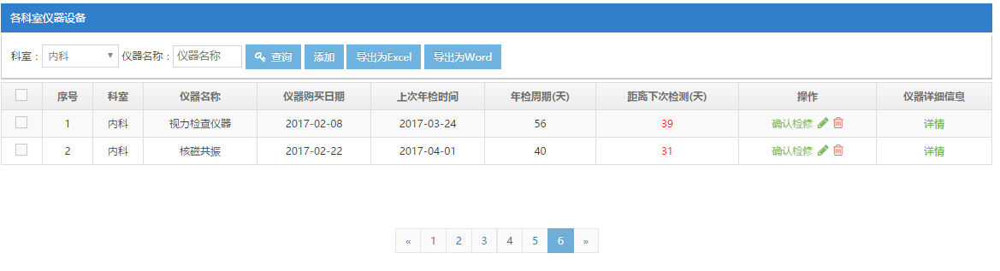 各科室仪器设备
科室： 内科 仪器名称： 仪器名称 查询 添加 导出为Excel 导出为Word
序号 科室 仪器名称 仪器购买日期 上次年检时间 年检周期(天) 距离下次检测(天) 操作 仪器详细信息
1 内科 视力检查仪器 2017-02-08 2017-03-24 56 39 确认检修 详情
2 内科 核磁共振 2017-02-22 2017-04-01 40 31 确认检修 详情
« 1 2 3 4 5 6 »